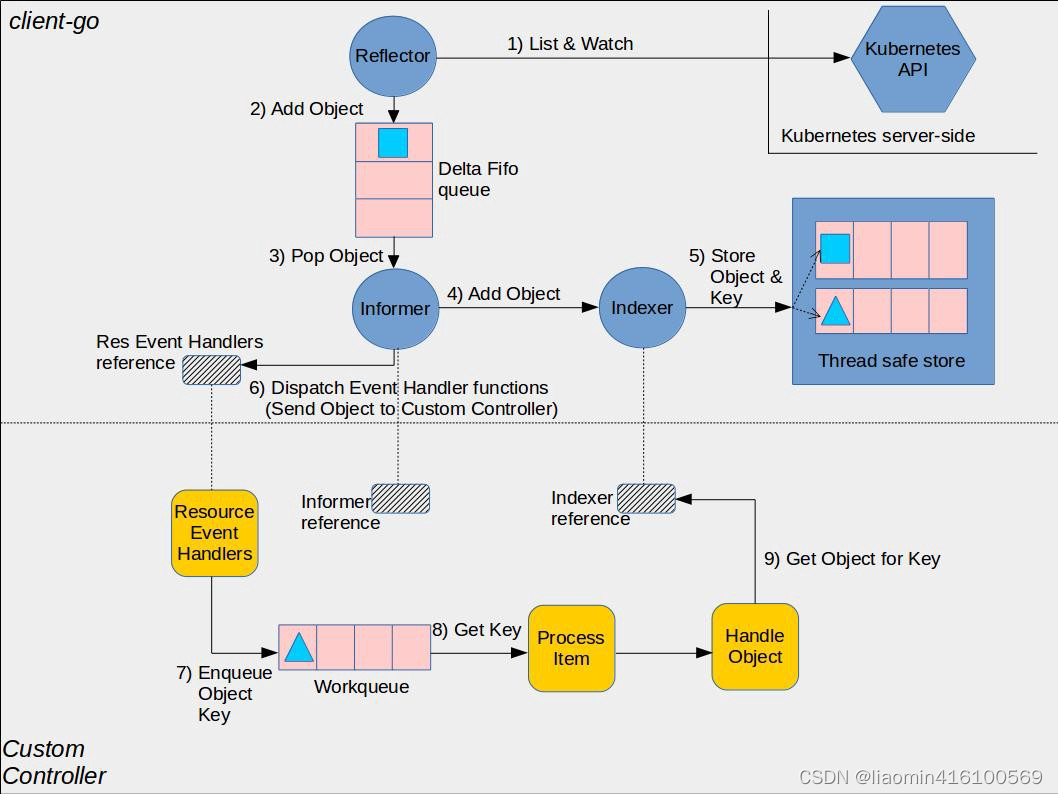 client-go
Reflector
1) List & Watch
Kubernetes
API
2) Add Object
Kubernetes server-side
Delta Fifo
queue
3) Pop Object
5) Store
Object &
Key
4) Add Object
Informer
Indexer
Res Event Handlers
reference
Thread safe store
6) Dispatch Event Handler functions
(Send Object to Custom Controller)
Informer
reference
Indexer
reference
Resource
Event
Handlers
9) Get Object for Key
8) Get Key
Process
Item
Handle
Object
7) Enqueue
Object
Key
Workqueue
Custom
Controller
CSDN @liaomin416100569